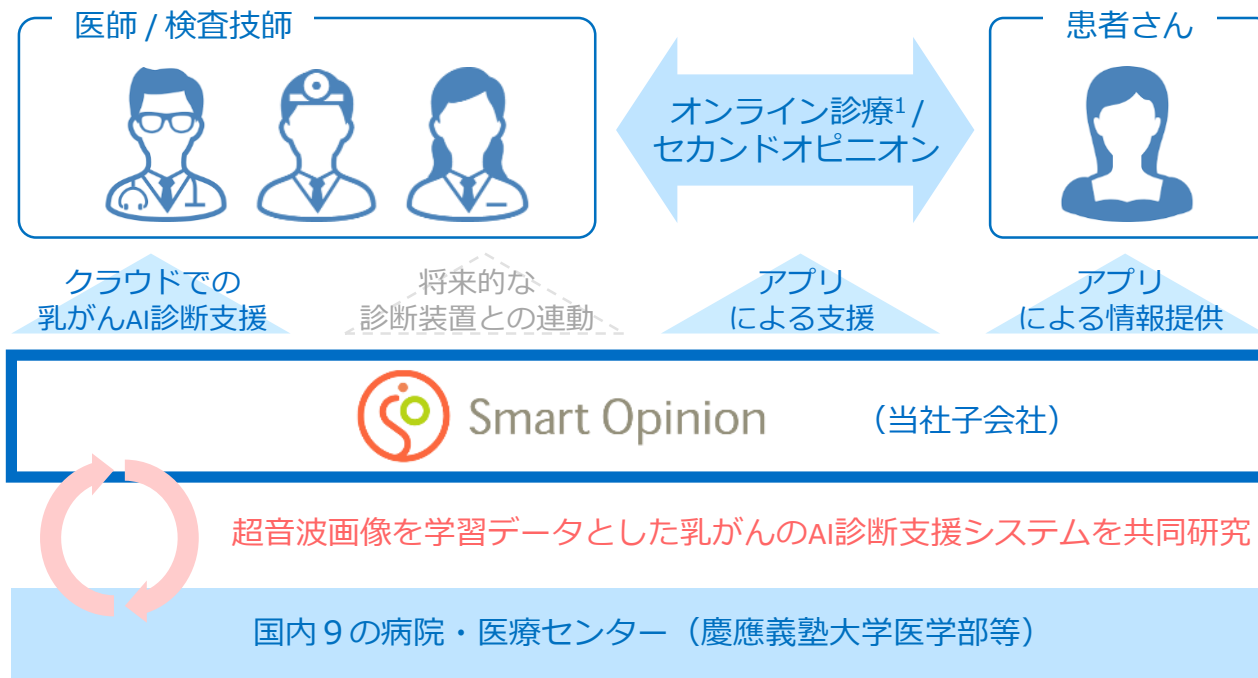 医師 / 検査技師
患者さん
オンライン診療¹ /
セカンドオピニオン
クラウドでの
乳がんAI診断支援
将来的な
診断装置との連動
アプリ
による支援
アプリ
による情報提供
Smart Opinion （当社子会社）
超音波画像を学習データとした乳がんのAI診断支援システムを共同研究
国内９の病院・医療センター（慶應義塾大学医学部等）